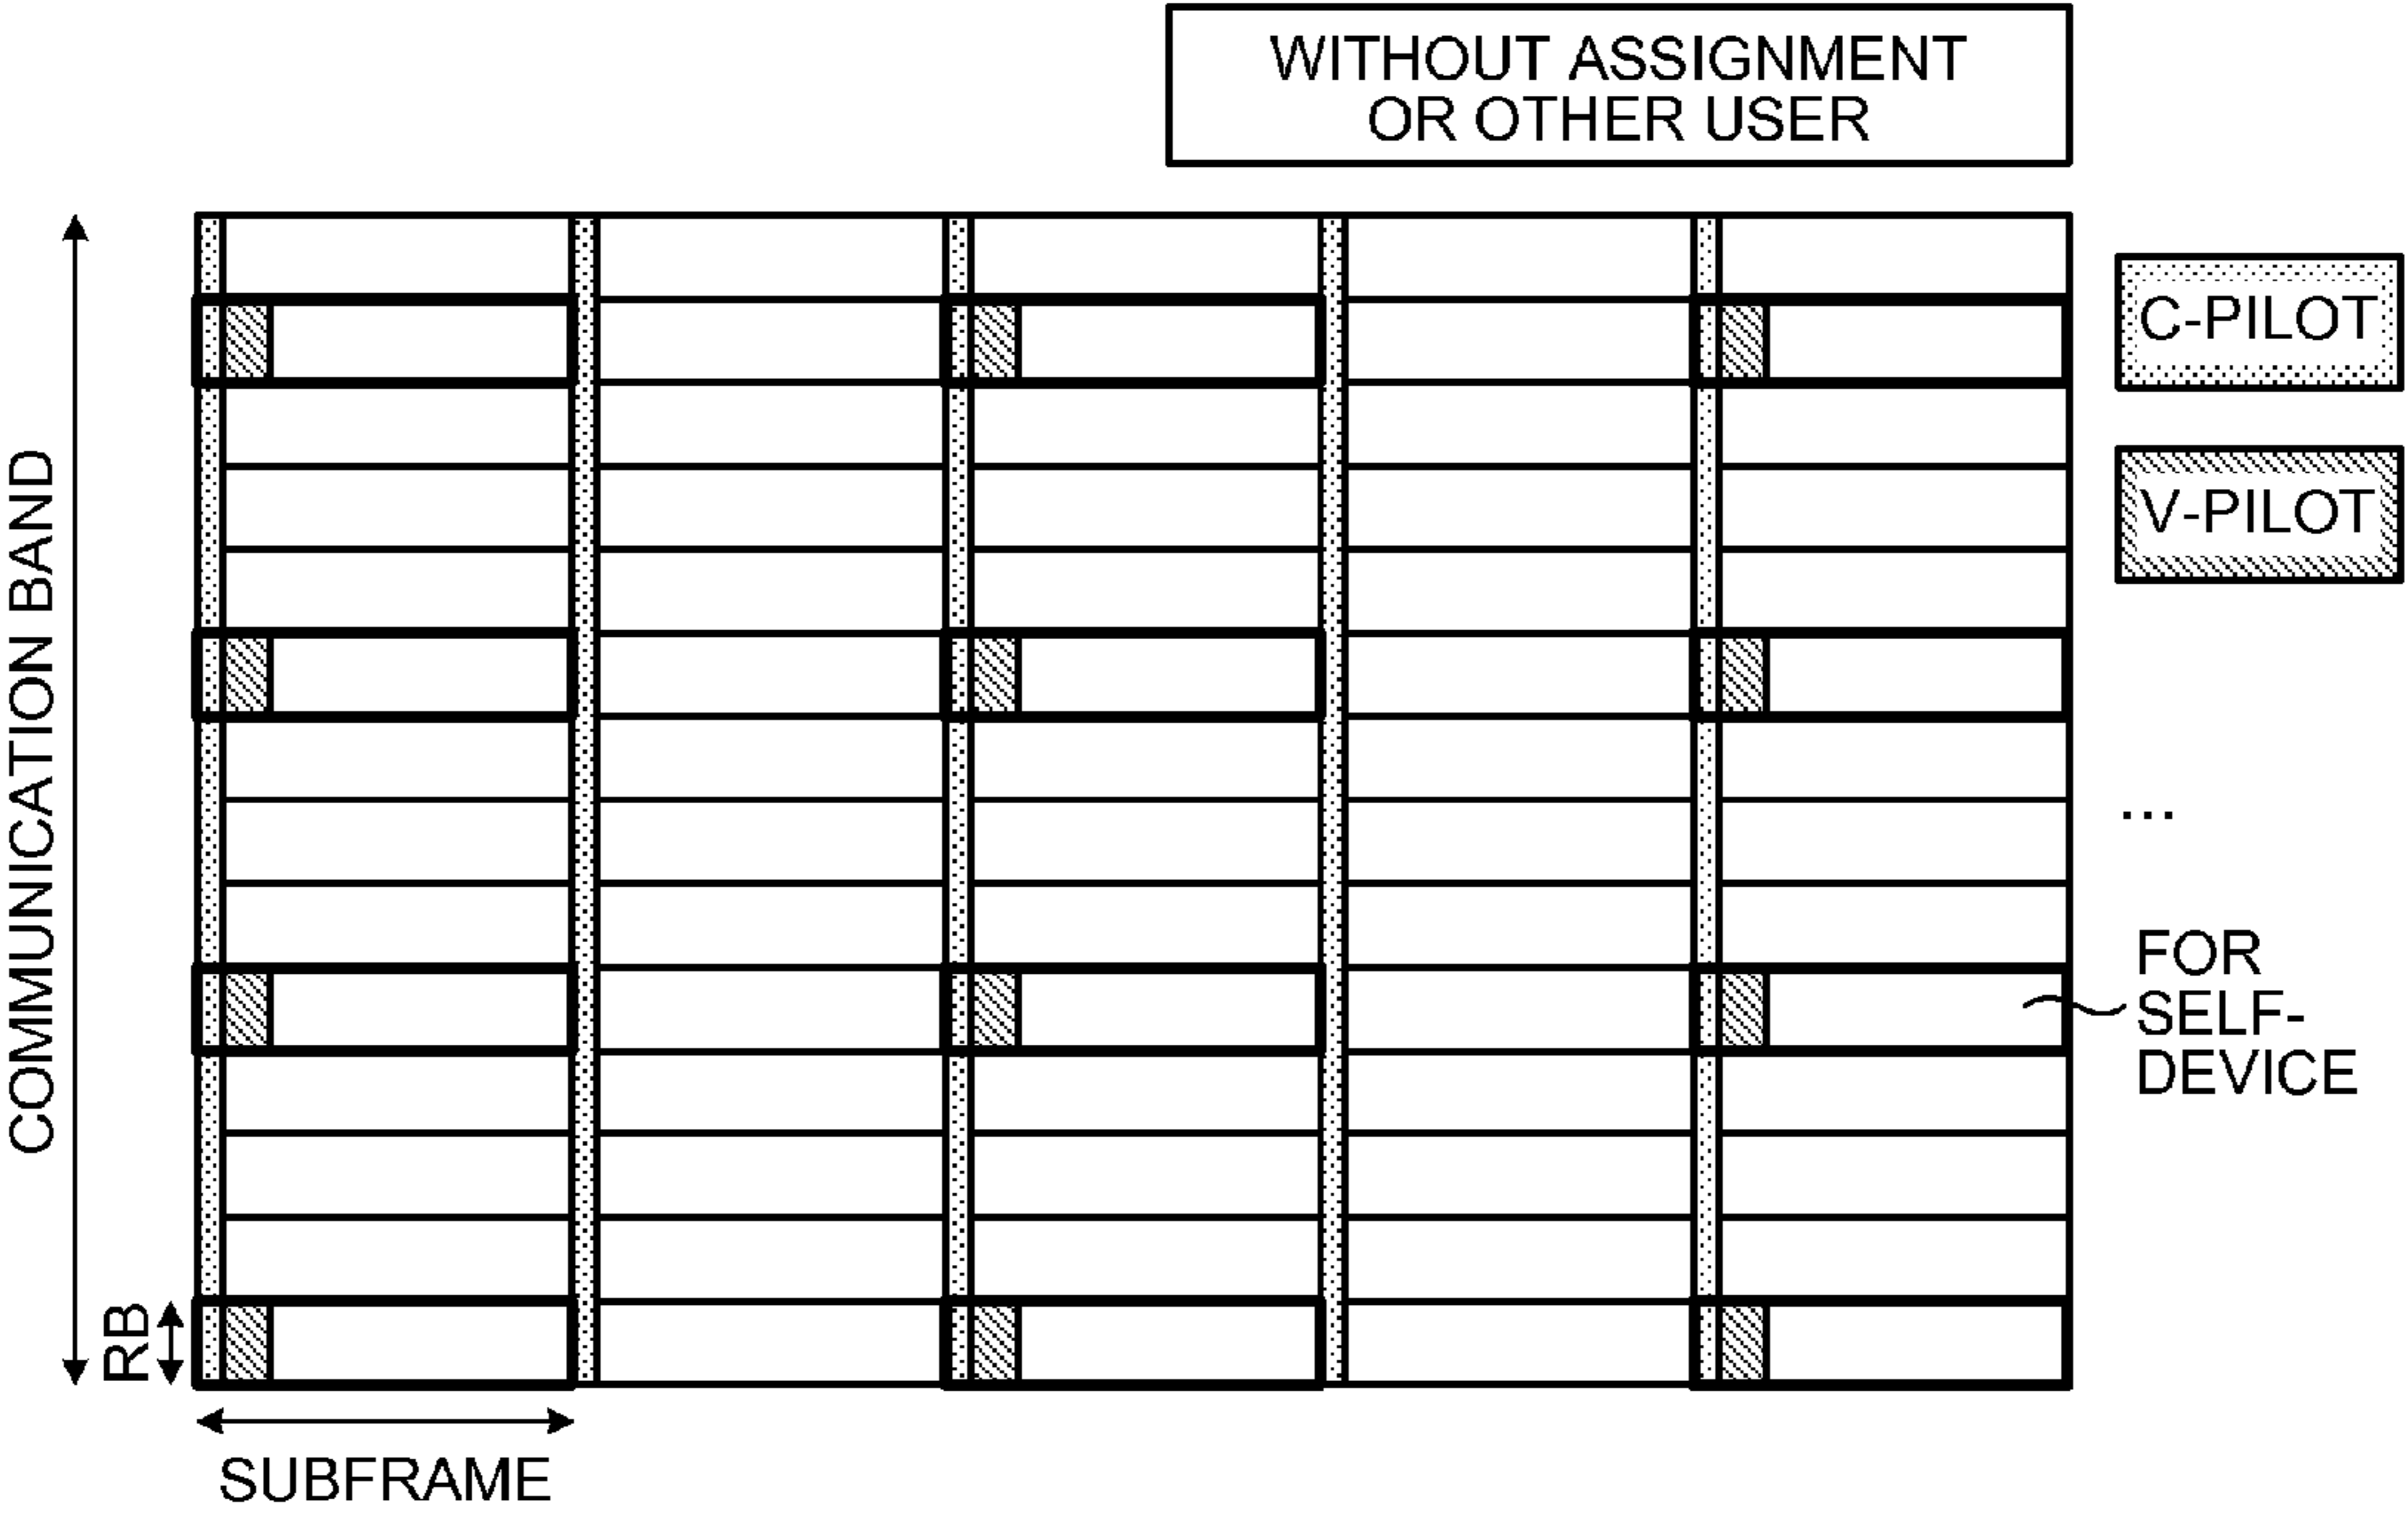 WITHOUT ASSIGNMENT
OR OTHER USER
C-PILOT
V-PILOT
COMMUNICATION BAND
...
FOR
SELF-
DEVICE
RB
SUBFRAME